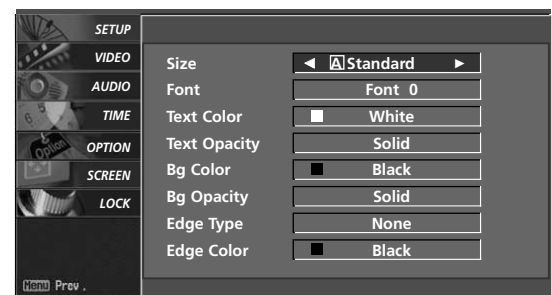 SETUP
VIDEO
AUDIO
TIME
OPTION
SCREEN
LOCK
Menu Prev.
Size A Standard
Font Font 0
Text Color White
Text Opacity Solid
Bg Color Black
Bg Opacity Solid
Edge Type None
Edge Color Black